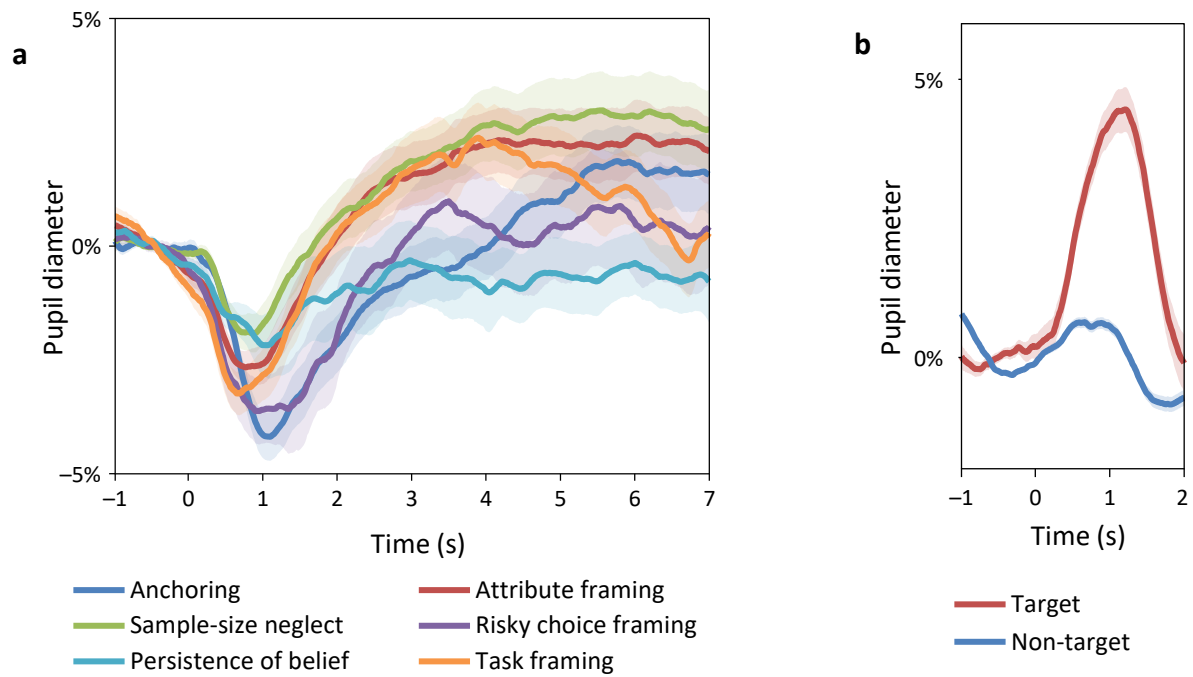 a
5%
0%
–5%
Pupil diameter
–1 0 1 2 3 4 5 6 7
Time (s)
Anchoring
Attribute framing
Sample-size neglect
Risky choice framing
Persistence of belief
Task framing
b
5%
0%
Pupil diameter
–1 0 1 2
Time (s)
Target
Non-target